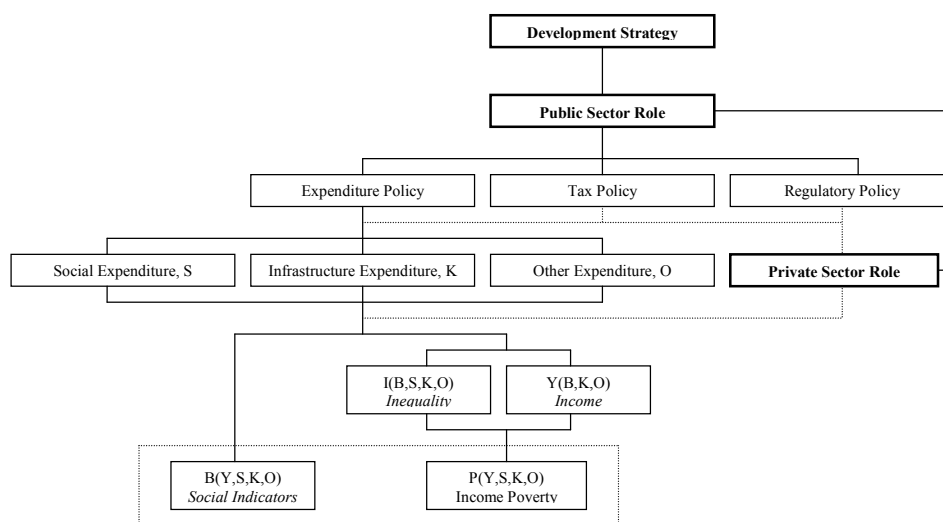 Development Strategy
Public Sector Role
Expenditure Policy
Tax Policy
Regulatory Policy
Social Expenditure, S
Infrastructure Expenditure, K
Other Expenditure, O
Private Sector Role
I(B,S,K,O)
Inequality
Y(B,K,O)
Income
B(Y,S,K,O)
Social Indicators
P(Y,S,K,O)
Income Poverty